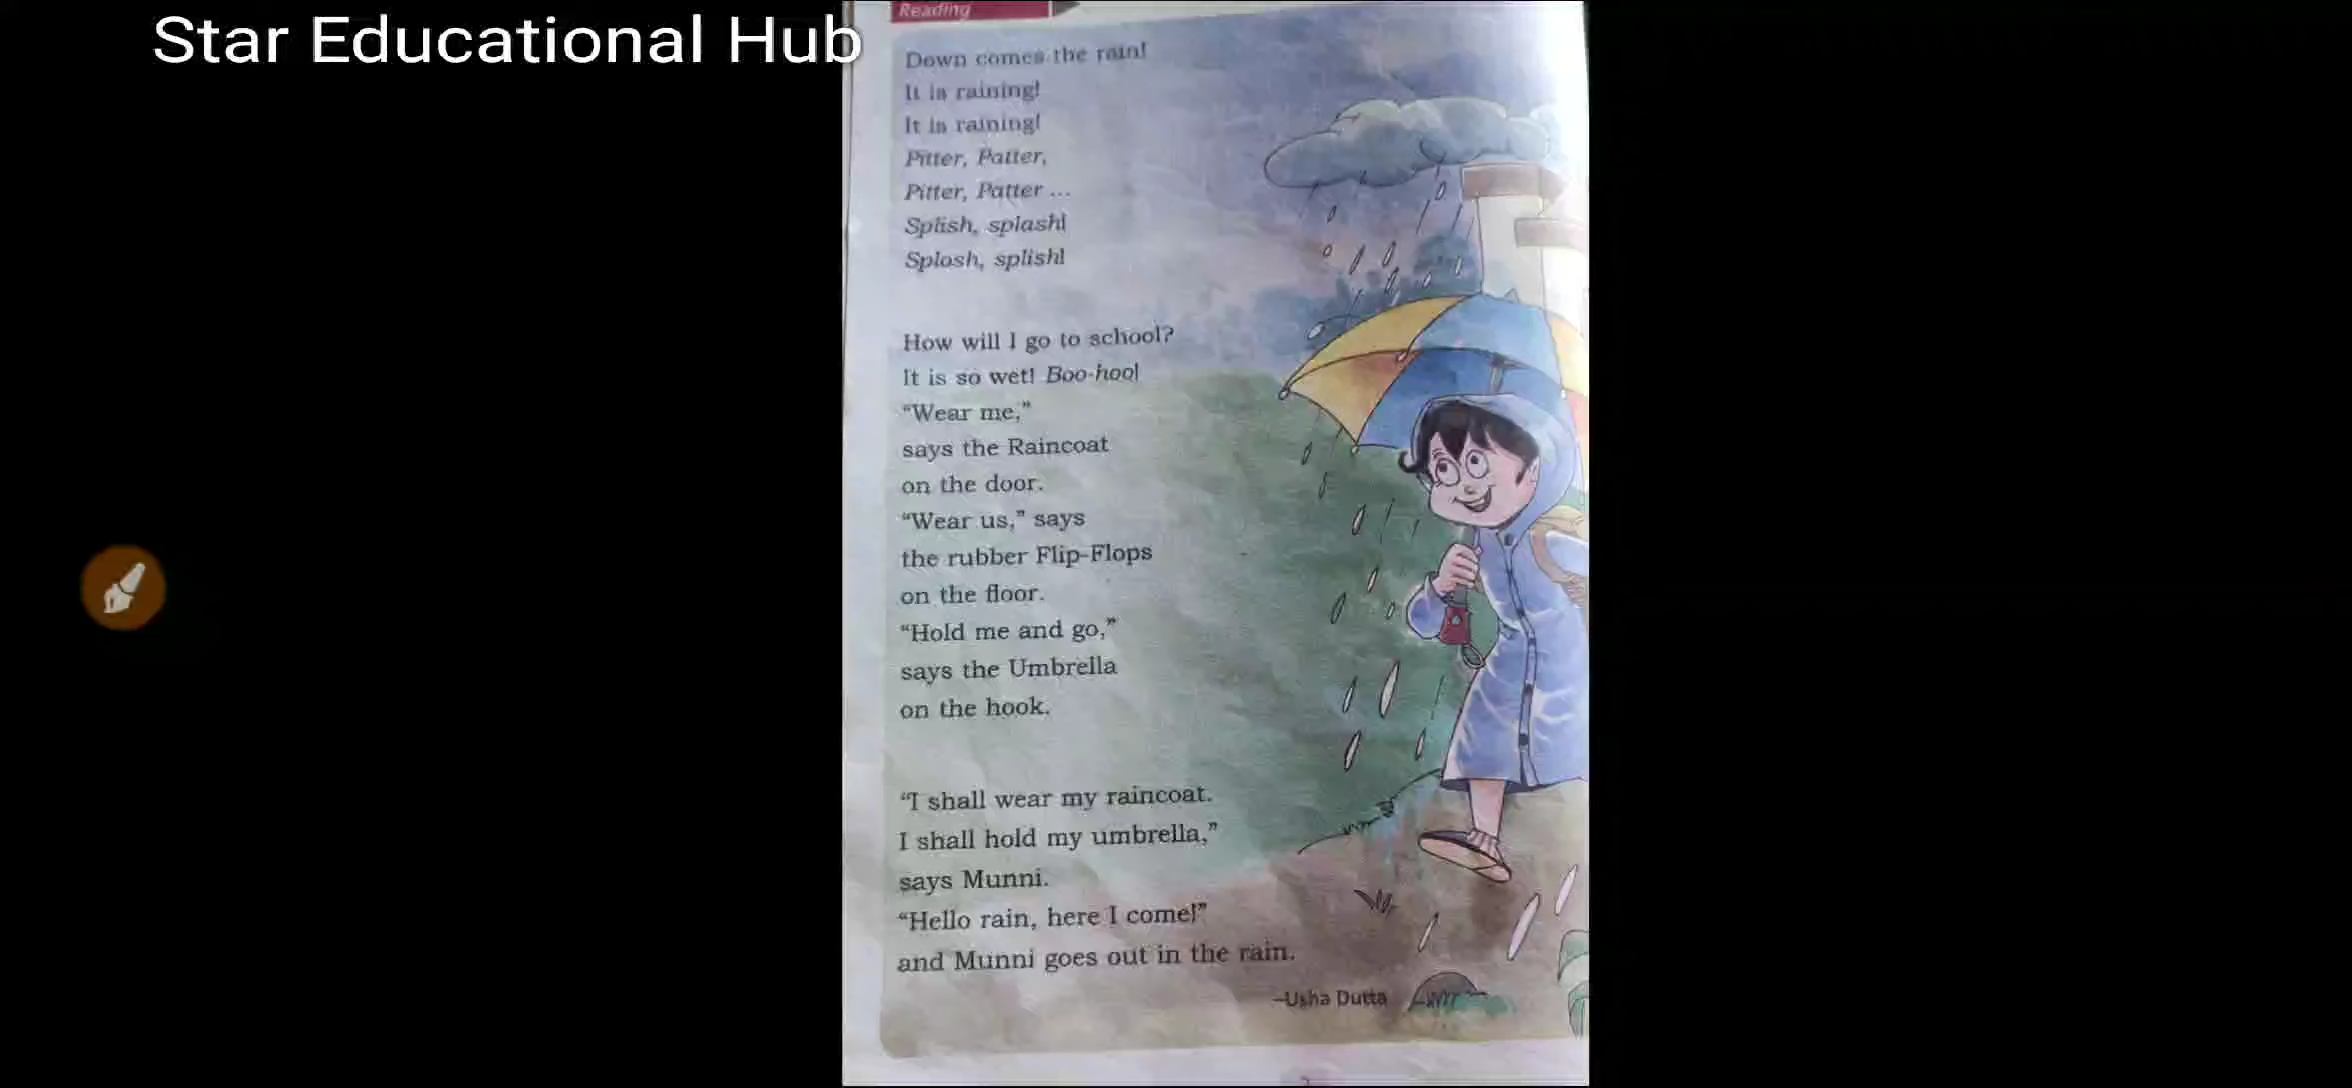 Star Educational Hub
Reading
Down comes the rain!
It is raining!
It is raining!
Pitter, Patter,
Pitter, Patter ...
Splish, splash!
Splosh, splish!
How will I go to school?
It is so wet! Boo-hoo!
“Wear me,”
says the Raincoat
on the door.
“Wear us,” says
the rubber Flip-Flops
on the floor.
“Hold me and go,”
says the Umbrella
on the hook.
“I shall wear my raincoat.
I shall hold my umbrella,”
says Munni.
“Hello rain, here I come!”
and Munni goes out in the rain.
–Usha Dutta